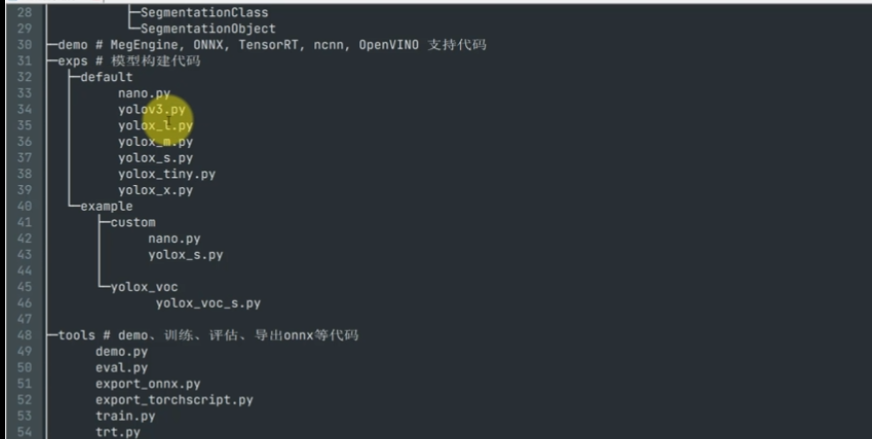 28 ├─SegmentationClass
29 └─SegmentationObject
30 ├─demo # MegEngine, ONNX, TensorRT, ncnn, OpenVINO 支持代码
31 ├─exps # 模型构建代码
32 ├─default
33 nano.py
34 yolov3.py
35 yolox_l.py
36 yolox_m.py
37 yolox_s.py
38 yolox_tiny.py
39 yolox_x.py
40 └─example
41 ├─custom
42 nano.py
43 yolox_s.py
44
45 └─yolox_voc
46 yolox_voc_s.py
47
48 ├─tools # demo、训练、评估、导出onnx等代码
49 demo.py
50 eval.py
51 export_onnx.py
52 export_torchscript.py
53 train.py
54 trt.py